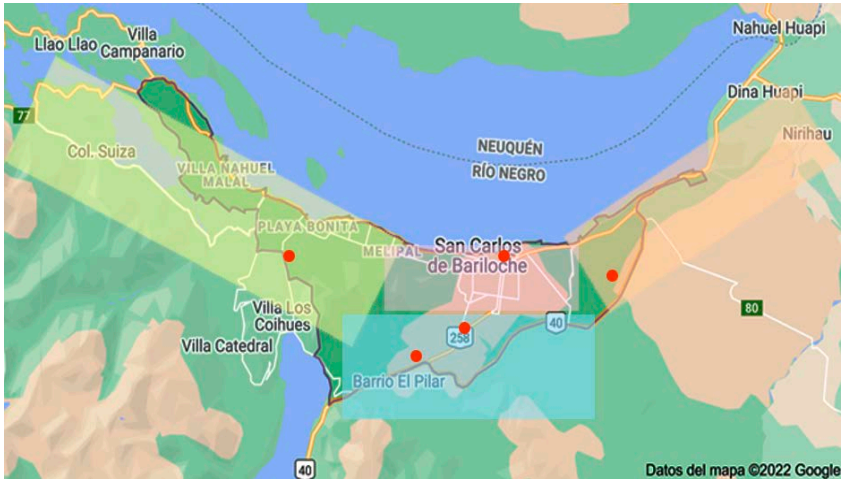 Nahuel Huapi
Villa
Campanario
Llao Llao
Dina Huapi
77
Nirihau
NEUQUÉN
Col. Suiza
RÍO NEGRO
VILLA NAHUEL
MALAL
PLAYA BONITA
MELIPAL
San Carlos
de Bariloche
Villa Los
Coihues
80
40
258
Villa Catedral
Barrio El Pilar
40
Datos del mapa ©2022 Google